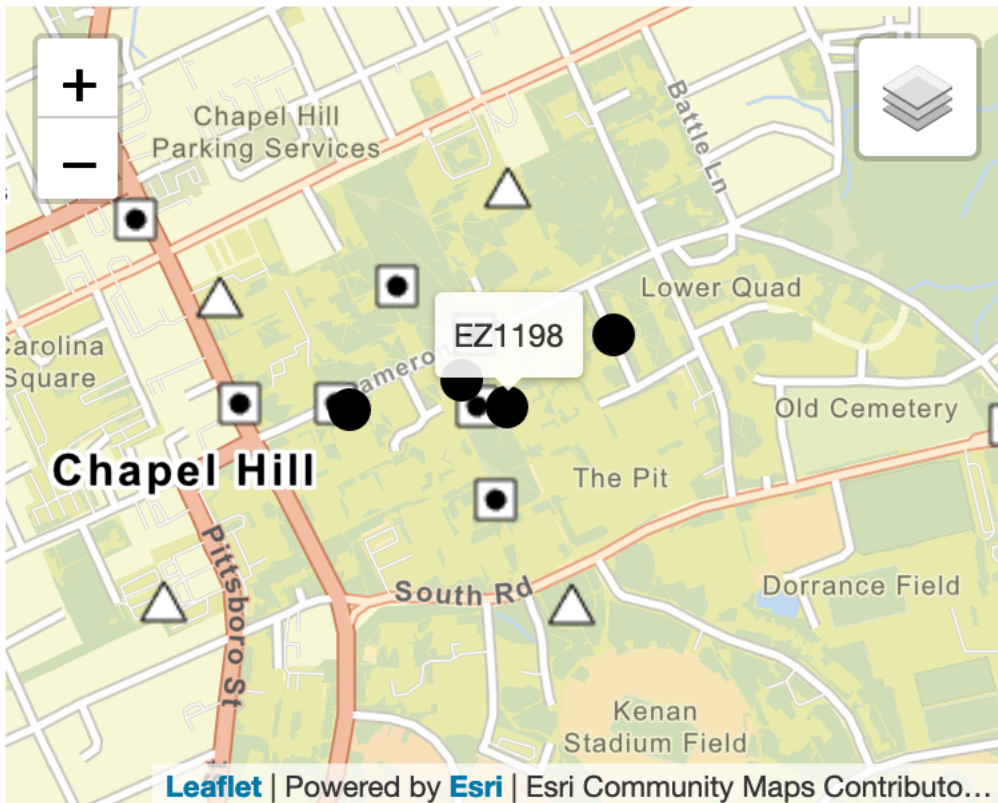 +
−
Chapel Hill
Parking Services
Battle Ln
Lower Quad
EZ1198
Cameron
Carolina
Square
Old Cemetery
Chapel Hill
The Pit
Pittsboro St
South Rd
Dorrance Field
Kenan
Stadium Field
Leaflet | Powered by Esri | Esri Community Maps Contributo…